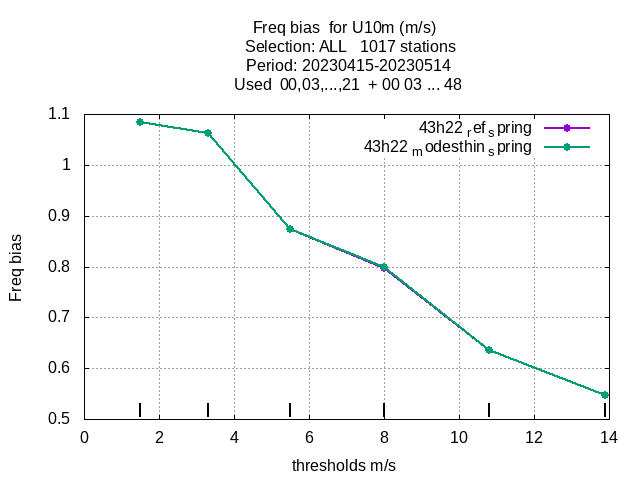 Freq bias  for U10m (m/s)
Selection: ALL   1017 stations
Period: 20230415-20230514
Used  00,03,...,21  + 00 03 ... 48
1.1
1
0.9
0.8
0.7
0.6
0.5
Freq bias
43h22 ref spring
43h22 modesthin spring
0 2 4 6 8 10 12 14
thresholds m/s